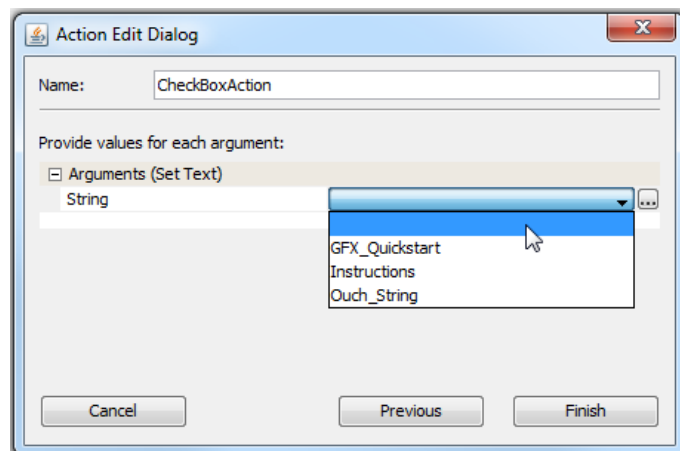 Action Edit Dialog
Name: CheckBoxAction
Provide values for each argument:
Arguments (Set Text)
String ...
GFX_Quickstart
Instructions
Ouch_String
Cancel Previous Finish